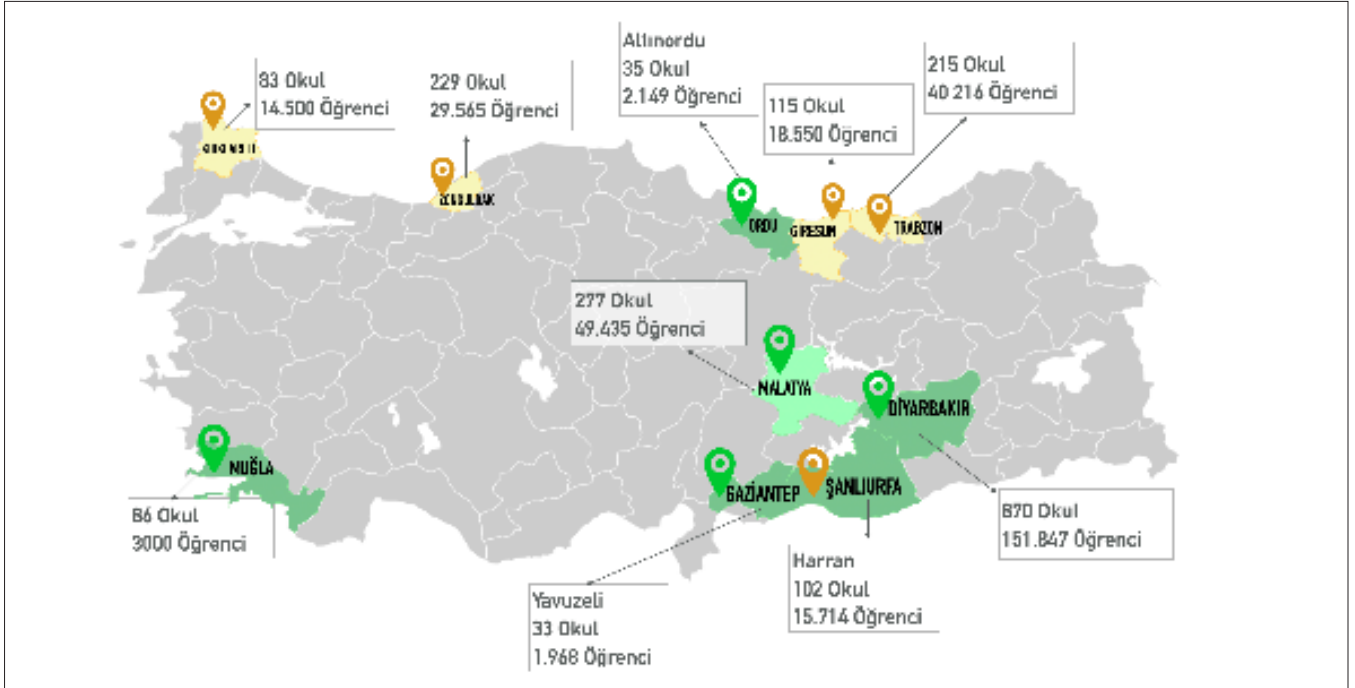 83 Okul
14.500 Öğrenci
229 Okul
29.565 Öğrenci
Altınordu
35 Okul
2.149 Öğrenci
115 Okul
18.550 Öğrenci
215 Okul
40.216 Öğrenci
ZONGULDAK
ORDU
GİRESUN
TRABZON
277 Okul
49.435 Öğrenci
MALATYA
DİYARBAKIR
MUĞLA
GAZİANTEP
ŞANLIURFA
86 Okul
3000 Öğrenci
870 Okul
151.847 Öğrenci
Harran
102 Okul
15.714 Öğrenci
Yavuzeli
33 Okul
1.968 Öğrenci